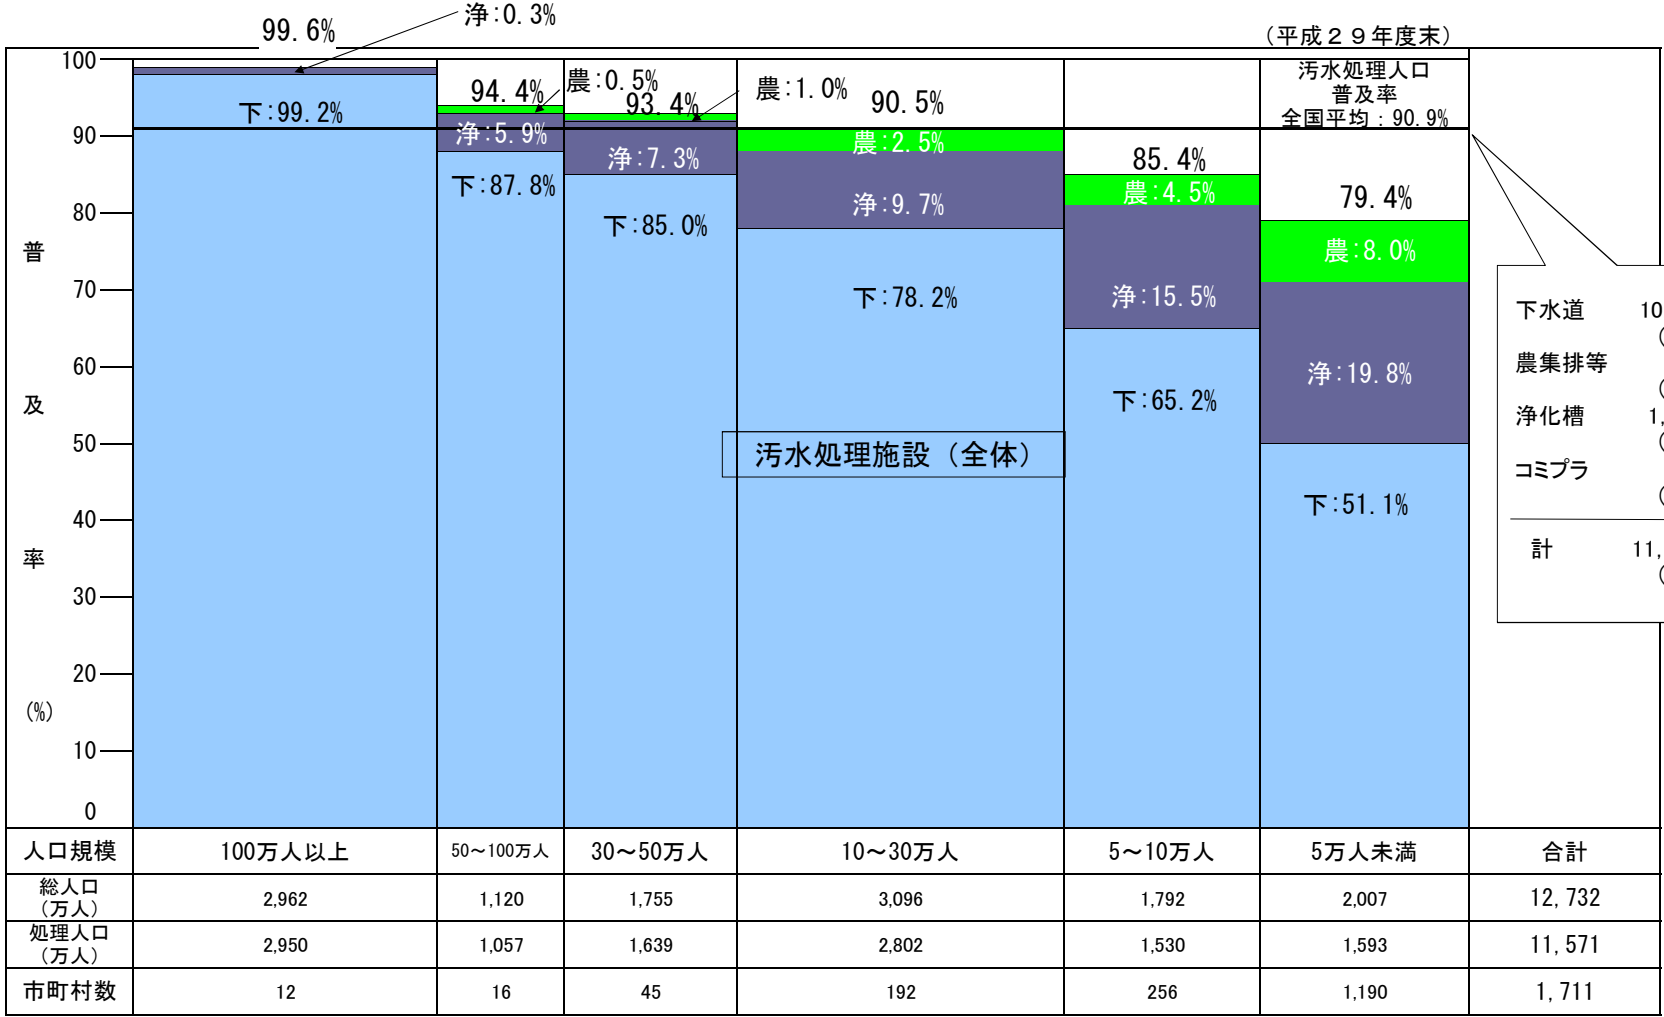 浄:0.3%
99.6%
(平成29年度末)
100
90
80
70
60
50
40
30
20
10
0
普
及
率
(%)
下:99.2%
94.4%
農:0.5%
浄:5.9%
下:87.8%
93.4%
農:1.0%
浄:7.3%
下:85.0%
90.5%
農:2.5%
浄:9.7%
下:78.2%
85.4%
農:4.5%
浄:15.5%
下:65.2%
汚水処理人口
普及率
全国平均:90.9%
79.4%
農:8.0%
浄:19.8%
下:51.1%
汚水処理施設(全体)
下水道 10,
(
農集排等
(
浄化槽 1,
(
コミプラ
(
計 11,
(
人口規模 100万人以上 50～100万人 30～50万人 10～30万人 5～10万人 5万人未満 合計
総人口
(万人) 2,962 1,120 1,755 3,096 1,792 2,007 12,732
処理人口
(万人) 2,950 1,057 1,639 2,802 1,530 1,593 11,571
市町村数 12 16 45 192 256 1,190 1,711